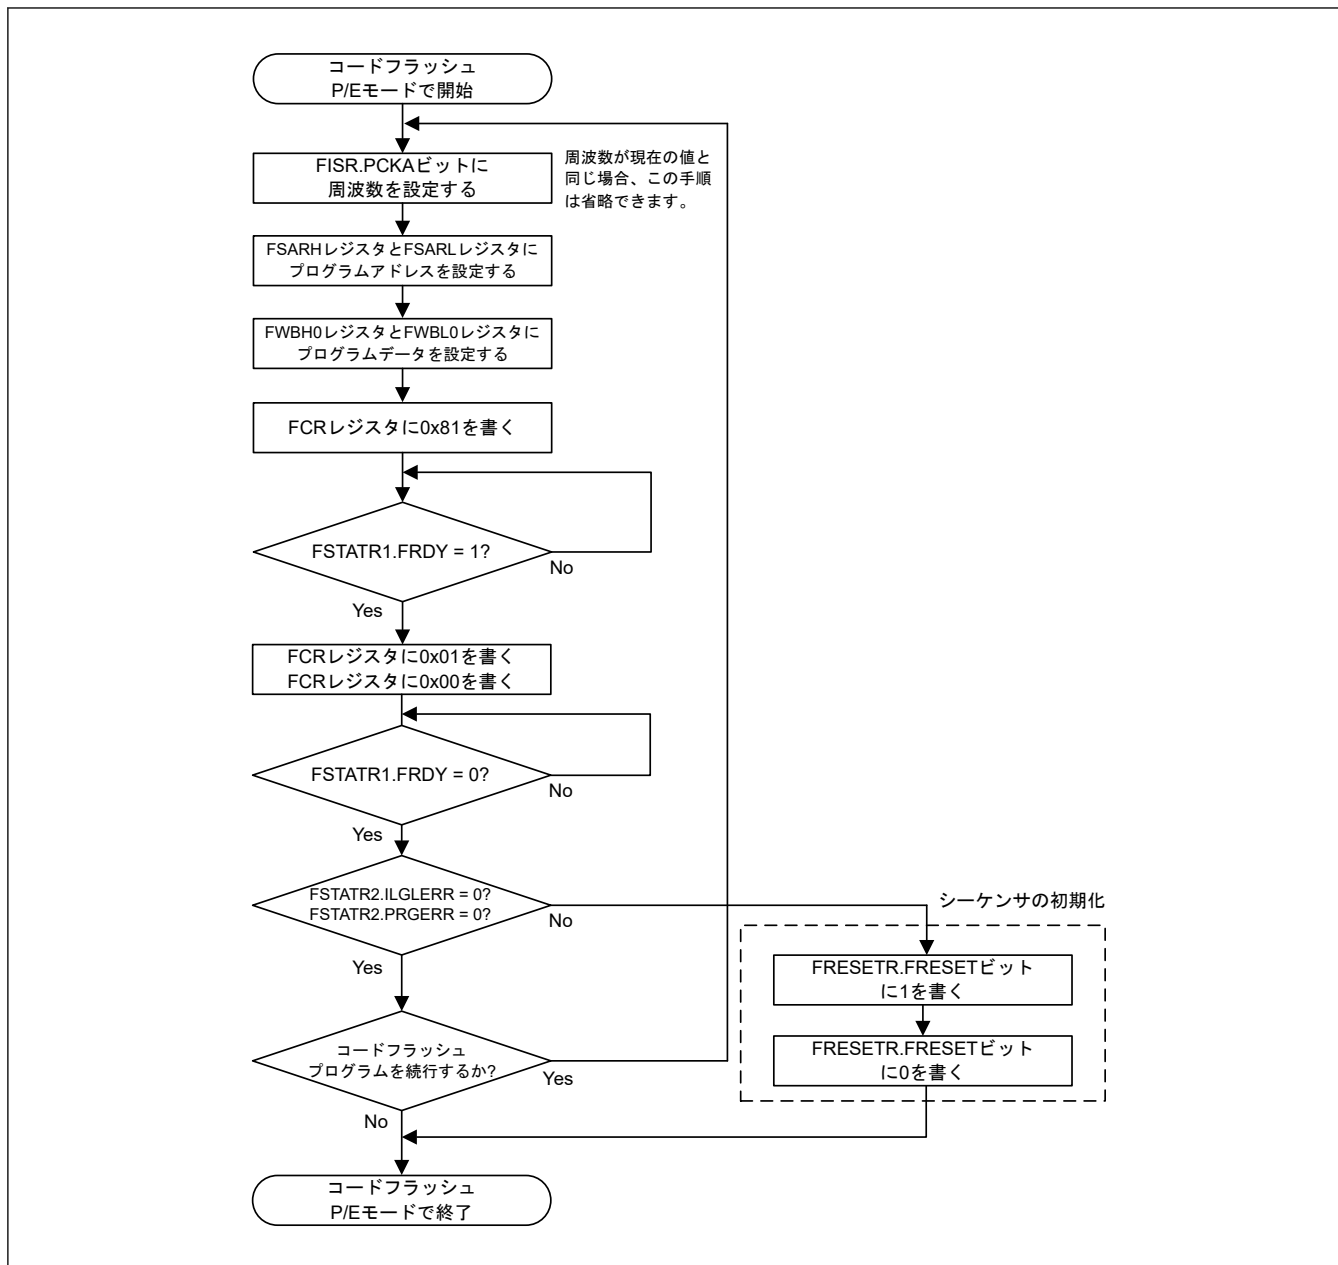 コードフラッシュ
P/Eモードで開始
FISR.PCKAビットに
周波数を設定する
周波数が現在の値と
同じ場合、この手順
は省略できます。
FSARHレジスタとFSARLレジスタに
プログラムアドレスを設定する
FWBH0レジスタとFWBL0レジスタに
プログラムデータを設定する
FCRレジスタに0x81を書く
FSTATR1.FRDY = 1?
No
Yes
FCRレジスタに0x01を書く
FCRレジスタに0x00を書く
FSTATR1.FRDY = 0?
No
Yes
FSTATR2.ILGLERR = 0?
FSTATR2.PRGERR = 0?
No
Yes
シーケンサの初期化
FRESETR.FRESETビット
に1を書く
FRESETR.FRESETビット
に0を書く
コードフラッシュ
プログラムを続行するか?
Yes
No
コードフラッシュ
P/Eモードで終了